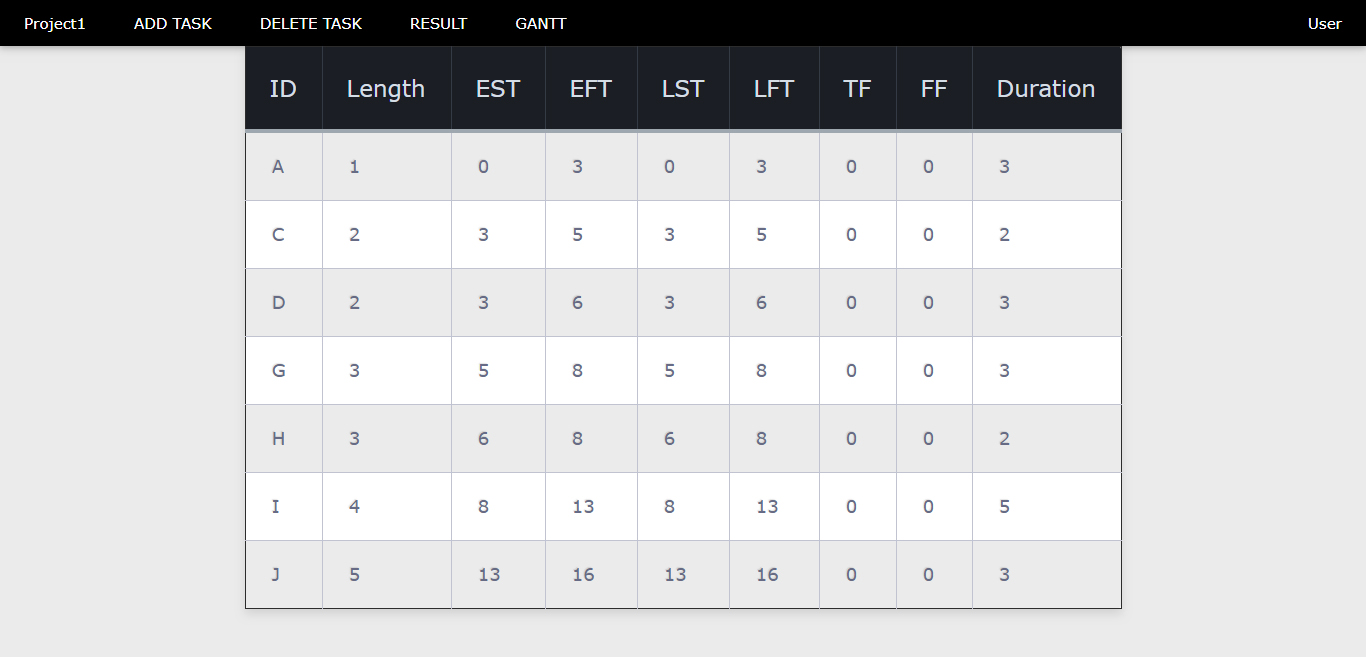 Project1 ADD TASK DELETE TASK RESULT GANTT User
ID Length EST EFT LST LFT TF FF Duration
A 1 0 3 0 3 0 0 3
C 2 3 5 3 5 0 0 2
D 2 3 6 3 6 0 0 3
G 3 5 8 5 8 0 0 3
H 3 6 8 6 8 0 0 2
I 4 8 13 8 13 0 0 5
J 5 13 16 13 16 0 0 3